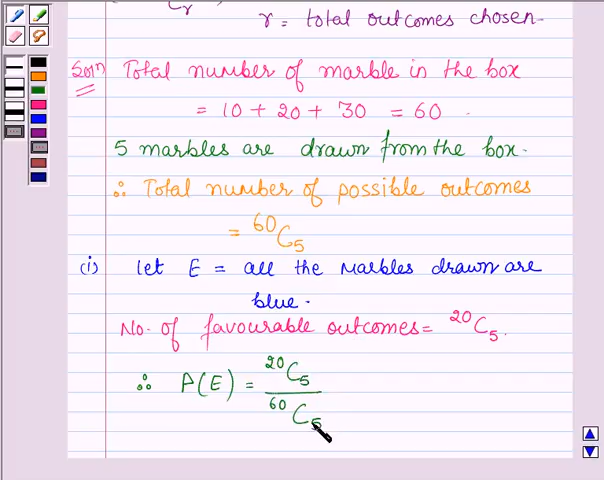 Cr r = total outcomes chosen.
Soln Total number of marble in the box
= 10 + 20 + 30 = 60 .
5 marbles are drawn from the box.
∴ Total number of possible outcomes
= ⁶⁰C₅
(i) let E = all the marbles drawn are
blue.
No. of favourable outcomes = ²⁰C₅.
∴ P(E) = ²⁰C₅
⁶⁰C₅